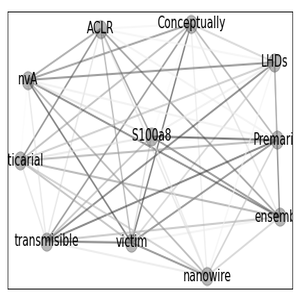 Conceptually
ACLR
LHDs
nvA
S100a8
Premari
ticarial
ensemb
transmisible
victim
nanowire